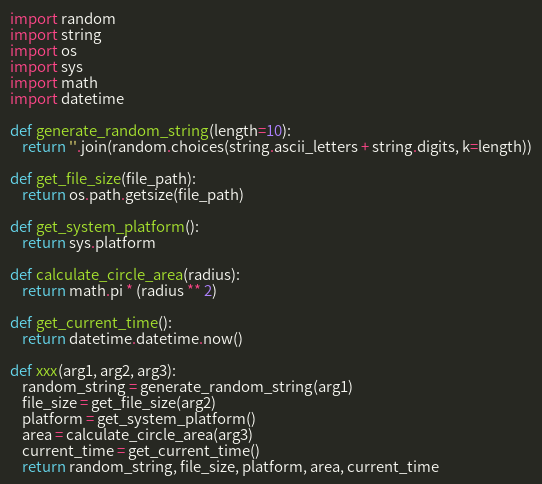 import random
import string
import os
import sys
import math
import datetime

def generate_random_string(length=10):
    return ''.join(random.choices(string.ascii_letters + string.digits, k=length))

def get_file_size(file_path):
    return os.path.getsize(file_path)

def get_system_platform():
    return sys.platform

def calculate_circle_area(radius):
    return math.pi * (radius ** 2)

def get_current_time():
    return datetime.datetime.now()

def xxx(arg1, arg2, arg3):
    random_string = generate_random_string(arg1)
    file_size = get_file_size(arg2)
    platform = get_system_platform()
    area = calculate_circle_area(arg3)
    current_time = get_current_time()
    return random_string, file_size, platform, area, current_time